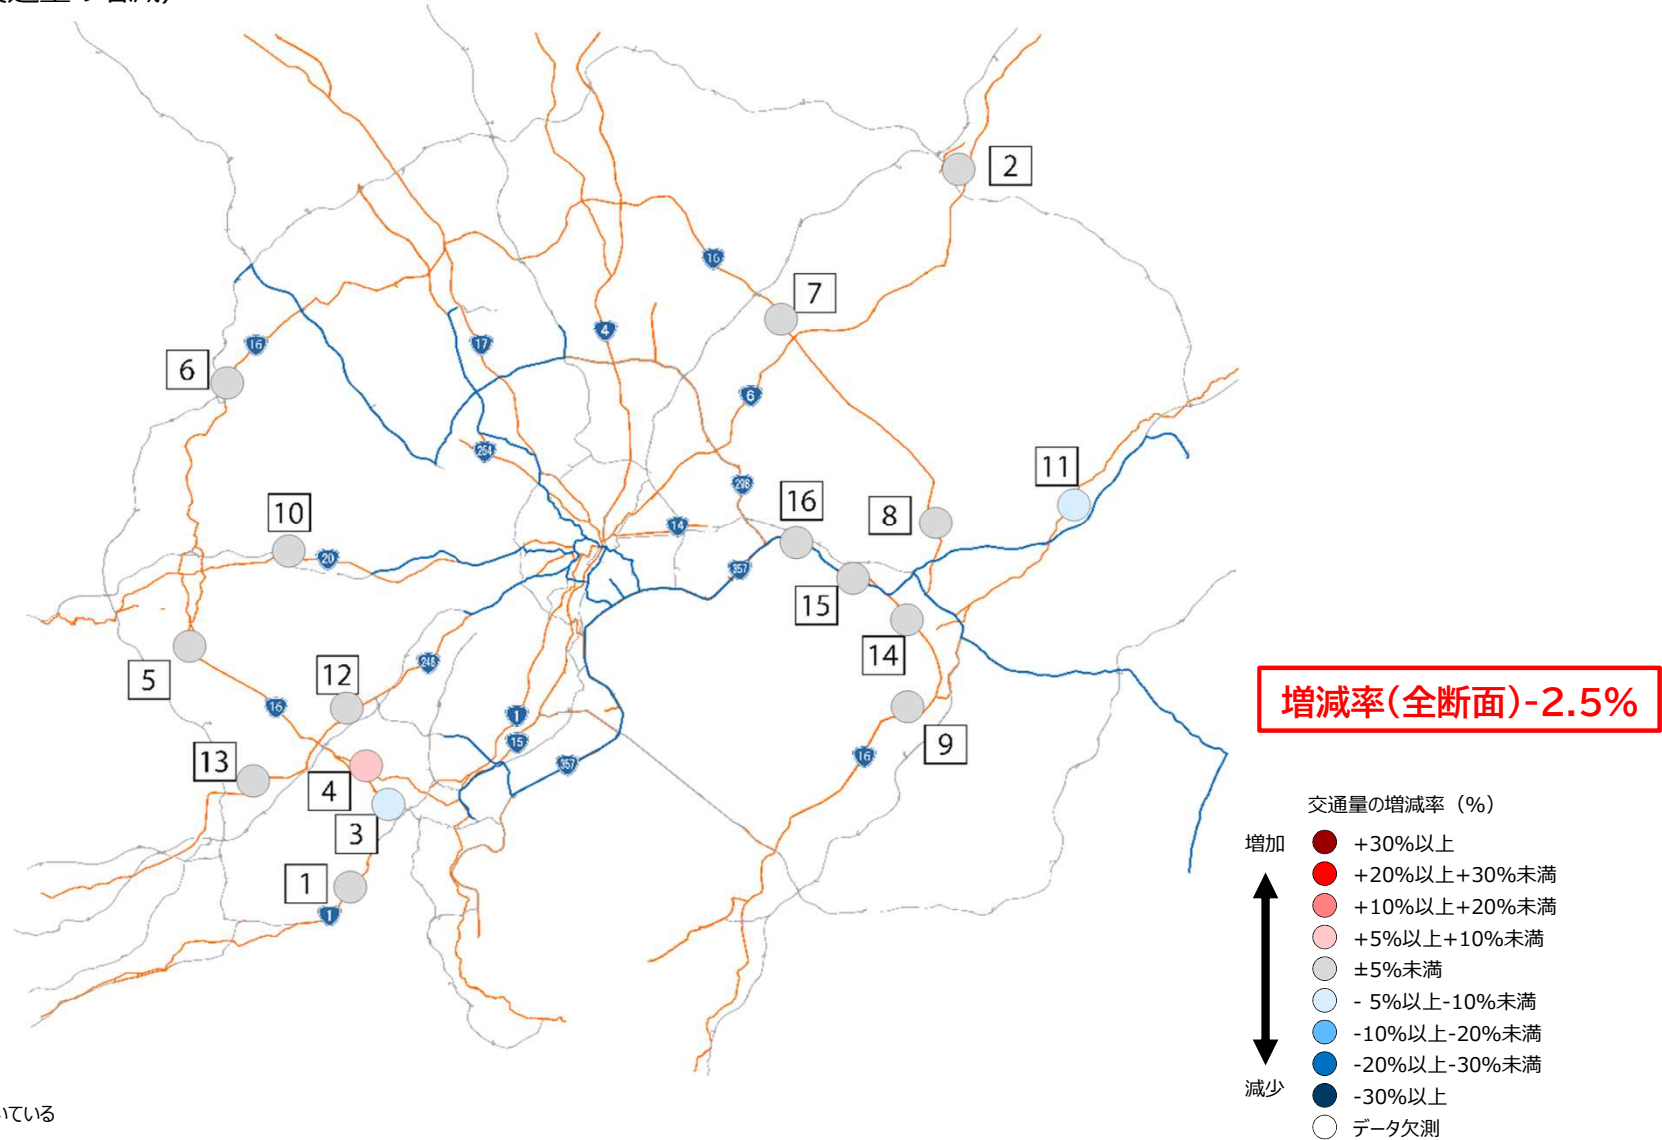 2
16
7
4
17
16
6
6
254
11
298
16
10
8
14
20
357
15
14
5
12
246
16
1
15
増減率(全断面)-2.5%
9
13
357
16
4
3
交通量の増減率（%）
増加
+30%以上
+20%以上+30%未満
1
+10%以上+20%未満
1
+5%以上+10%未満
±5%未満
- 5%以上-10%未満
-10%以上-20%未満
-20%以上-30%未満
減少
-30%以上
いている
データ欠測